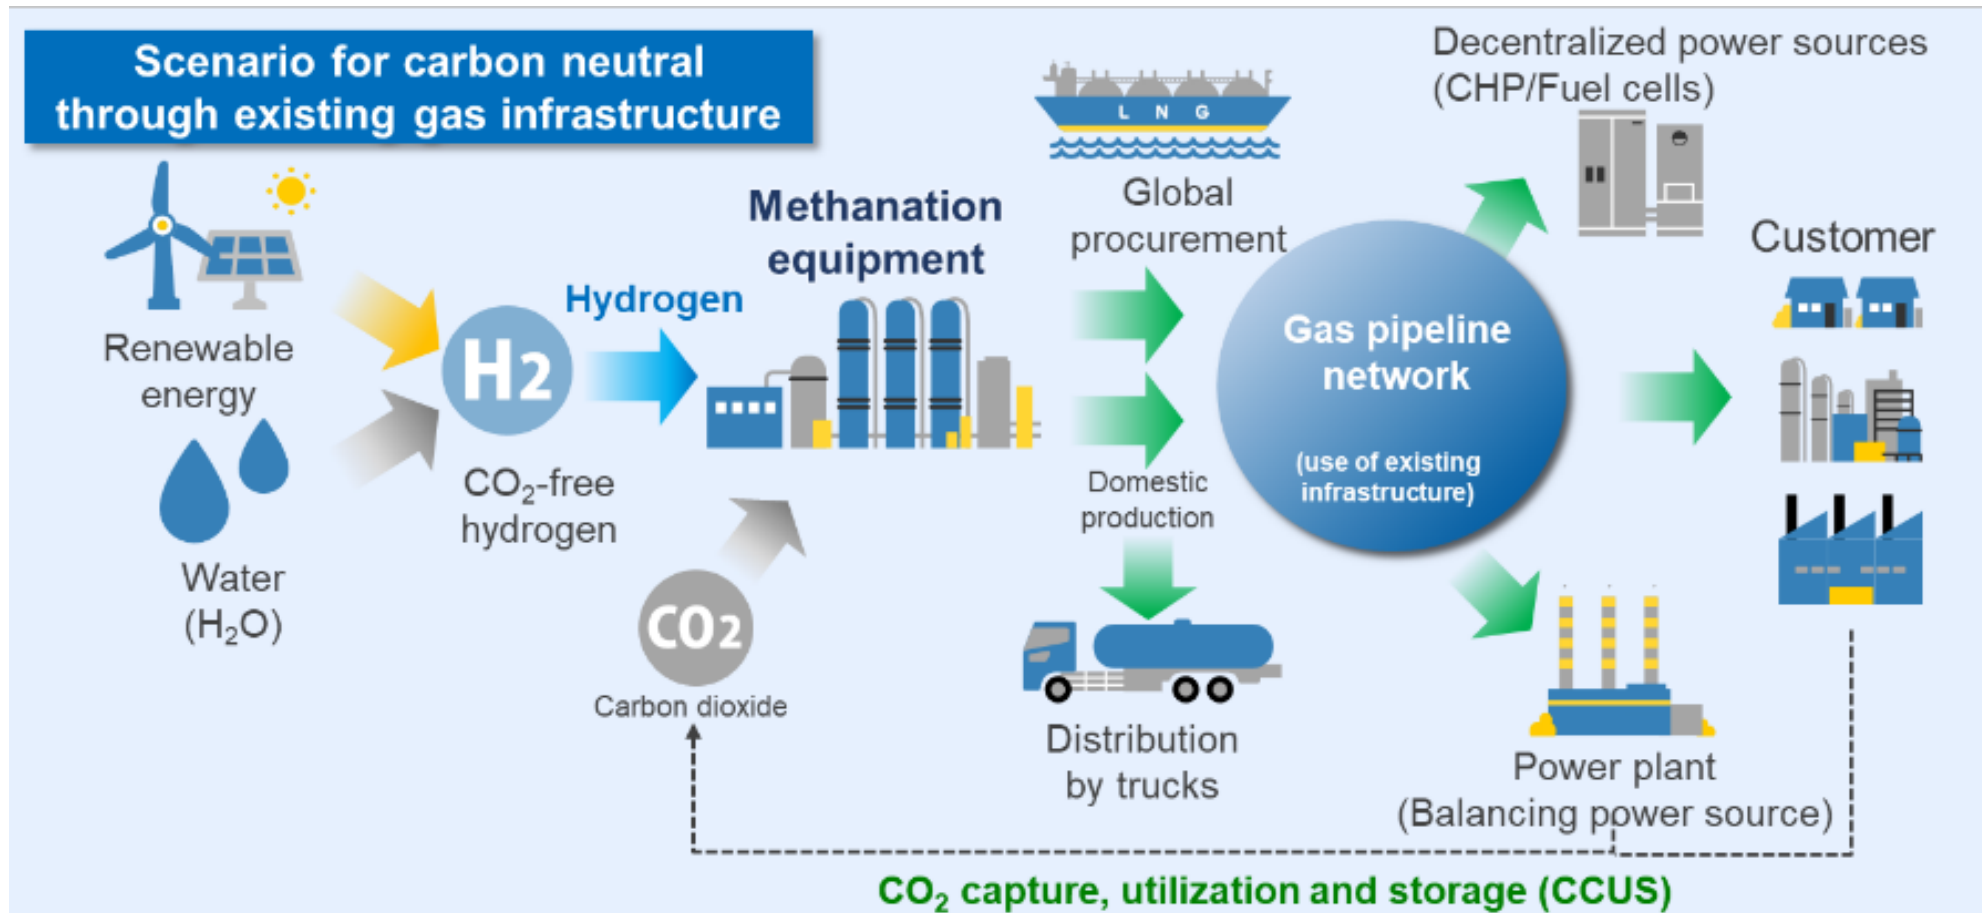 Scenario for carbon neutral
through existing gas infrastructure
Renewable
energy
Water
(H₂O)
H2
CO₂-free
hydrogen
Hydrogen
Methanation
equipment
CO2
Carbon dioxide
L N G
Global
procurement
Domestic
production
Distribution
by trucks
Gas pipeline
network
(use of existing
infrastructure)
Decentralized power sources
(CHP/Fuel cells)
Customer
Power plant
(Balancing power source)
CO₂ capture, utilization and storage (CCUS)